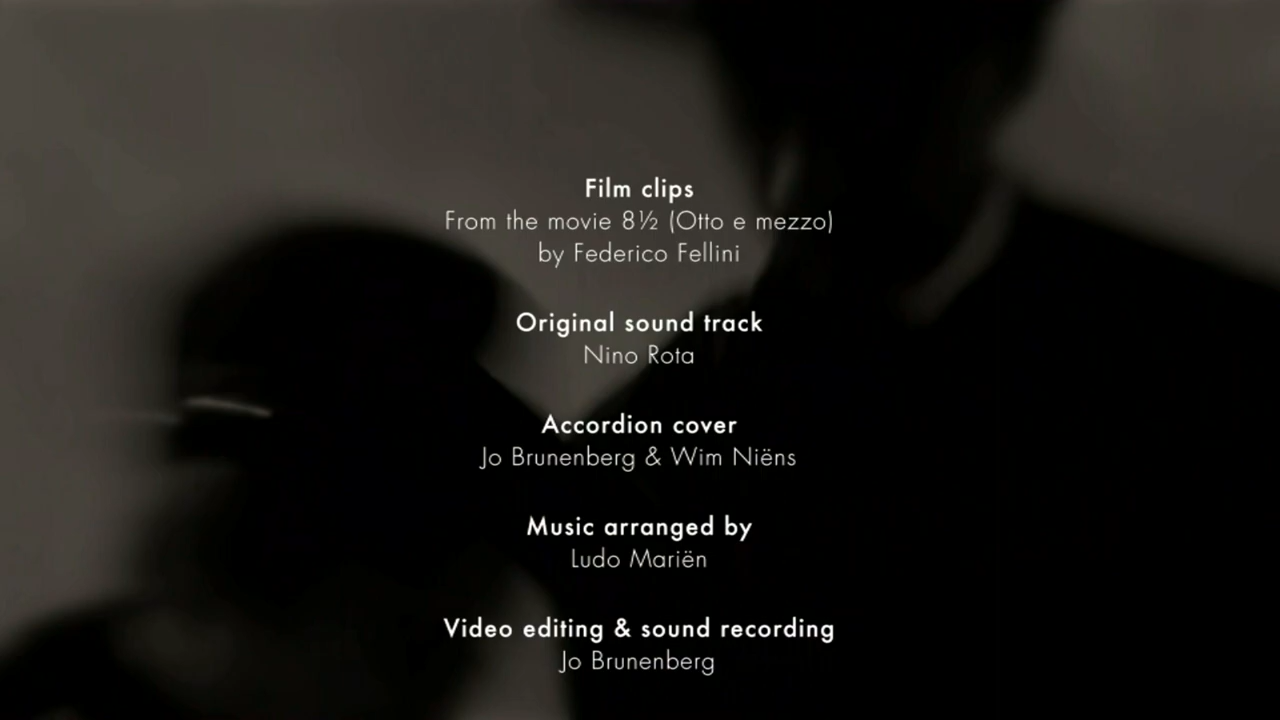 Film clips
From the movie 8½ (Otto e mezzo)
by Federico Fellini
Original sound track
Nino Rota
Accordion cover
Jo Brunenberg & Wim Niëns
Music arranged by
Ludo Mariën
Video editing & sound recording
Jo Brunenberg